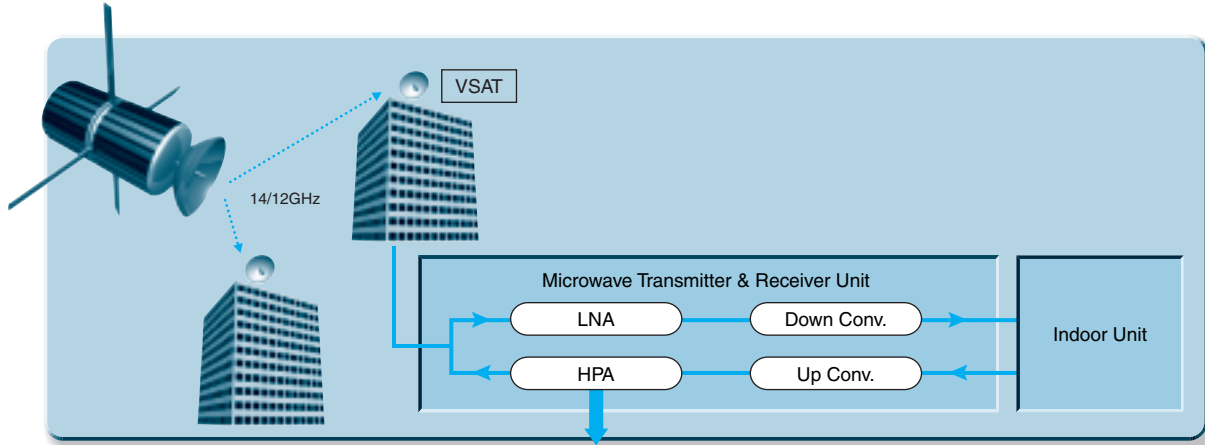 VSAT
14/12GHz
Microwave Transmitter & Receiver Unit
LNA
Down Conv.
HPA
Up Conv.
Indoor Unit